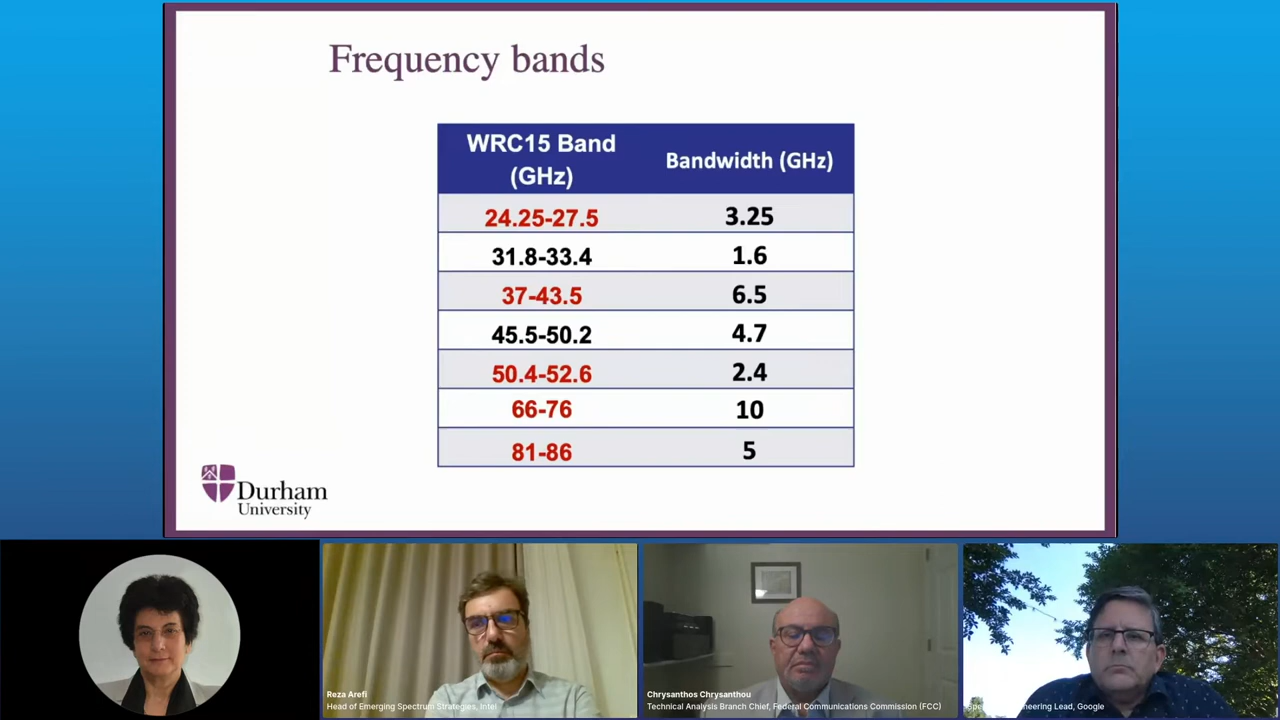 Frequency bands
WRC15 Band
(GHz)
Bandwidth (GHz)
24.25-27.5 3.25
31.8-33.4 1.6
37-43.5 6.5
45.5-50.2 4.7
50.4-52.6 2.4
66-76 10
81-86 5
Durham
University
Reza Arefi
Head of Emerging Spectrum Strategies, Intel
Chrysanthos Chrysanthou
Technical Analysis Branch Chief, Federal Communications Commission (FCC)
Lead, Google